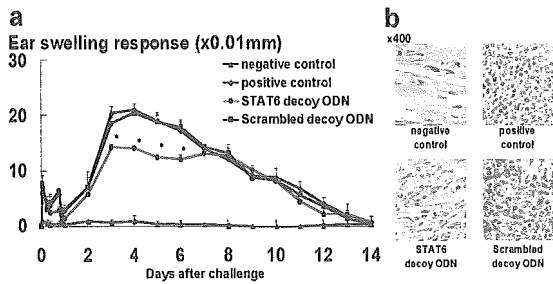 a
Ear swelling response (x0.01mm)
30
20
10
0
0 2 4 6 8 10 12 14
Days after challenge
negative control
positive control
STAT6 decoy ODN
Scrambled decoy ODN
* * * *
b
x400
negative
control
positive
control
STAT6
decoy ODN
Scrambled
decoy ODN